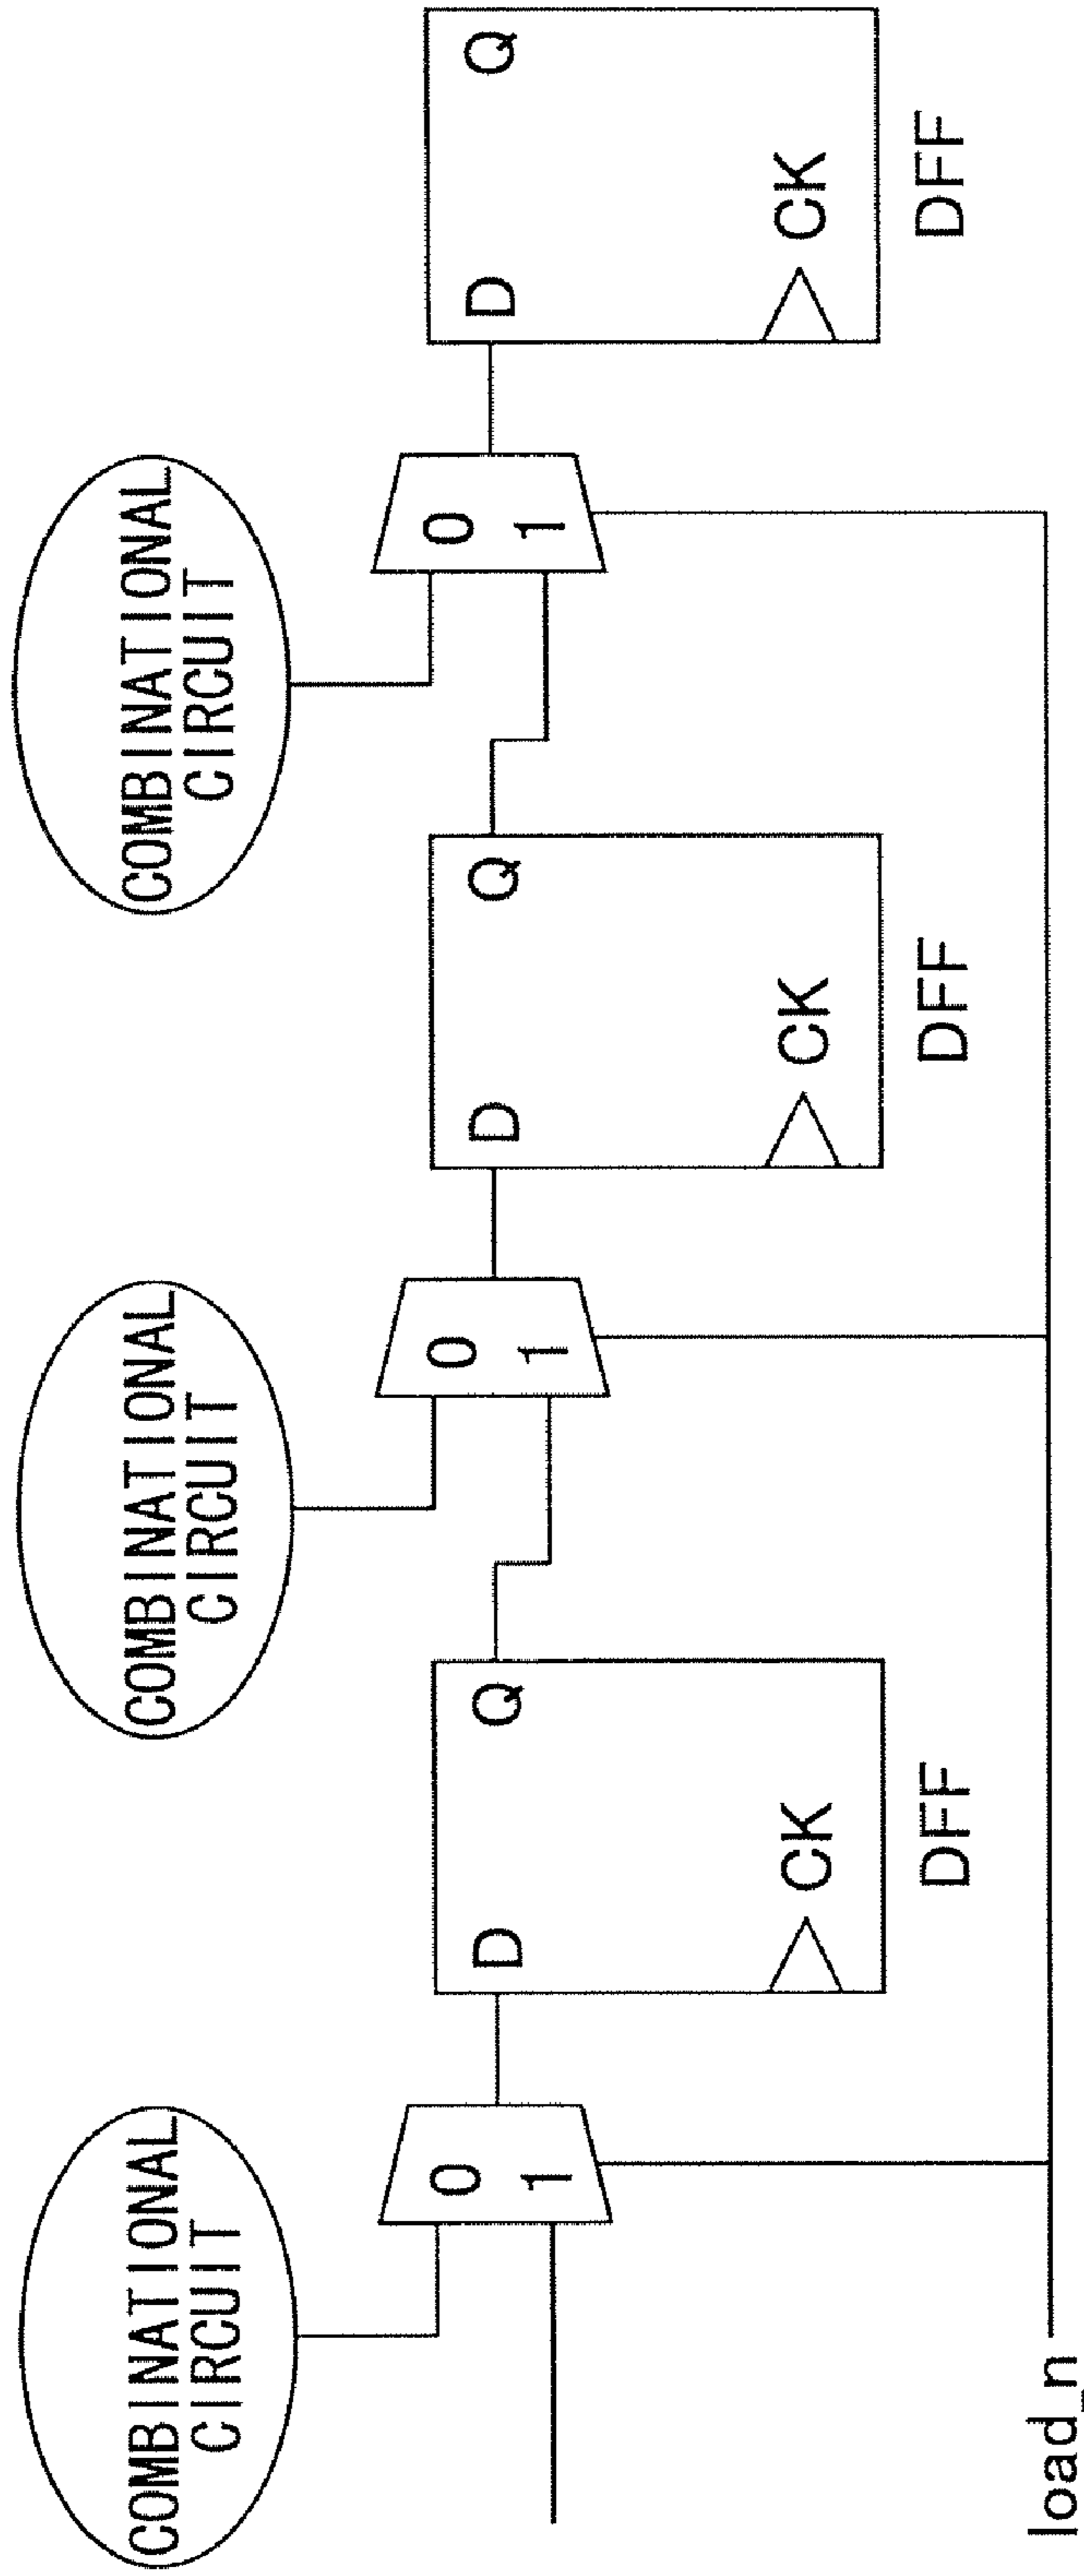 COMBINATIONAL
CIRCUIT
COMBINATIONAL
CIRCUIT
COMBINATIONAL
CIRCUIT
0
1
D
Q
CK
DFF
0
1
D
Q
CK
DFF
0
1
D
Q
CK
DFF
load_n